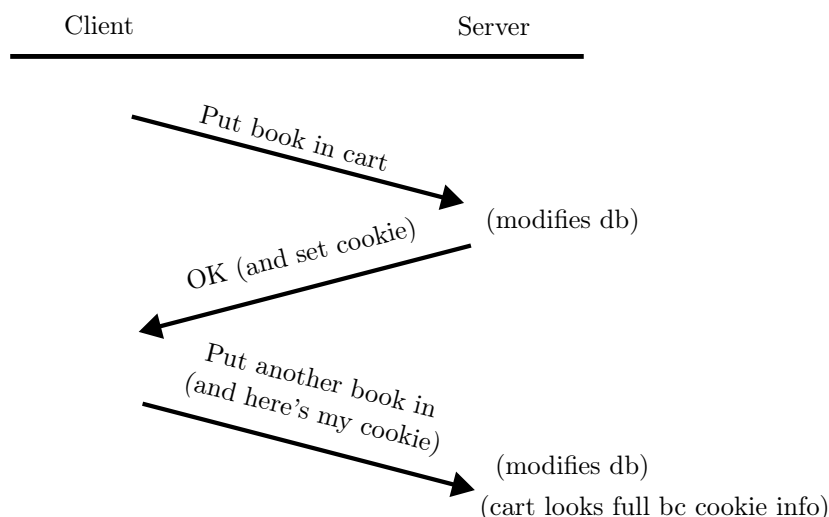 Client
Server
Put book in cart
(modifies db)
OK (and set cookie)
Put another book in
(and here's my cookie)
(modifies db)
(cart looks full bc cookie info)